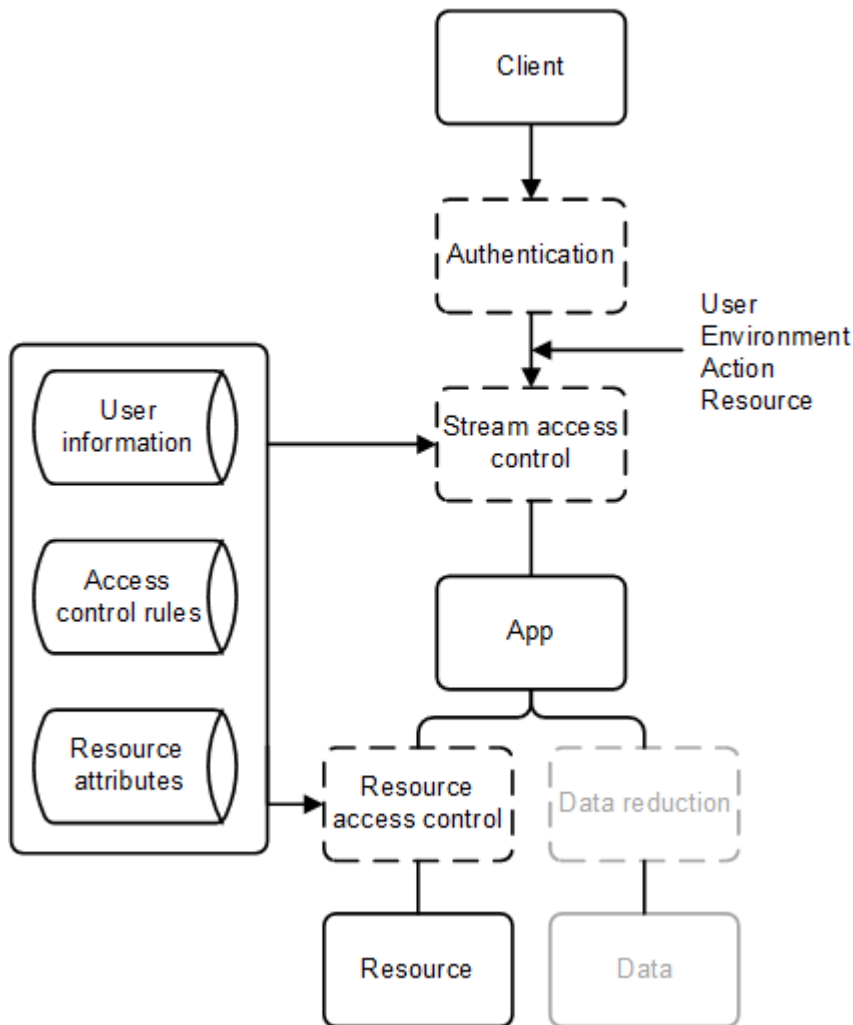 Client
Authentication
User
Environment
Action
Resource
User
information
Stream access
control
Access
control rules
App
Resource
attributes
Resource
access control
Data reduction
Resource
Data